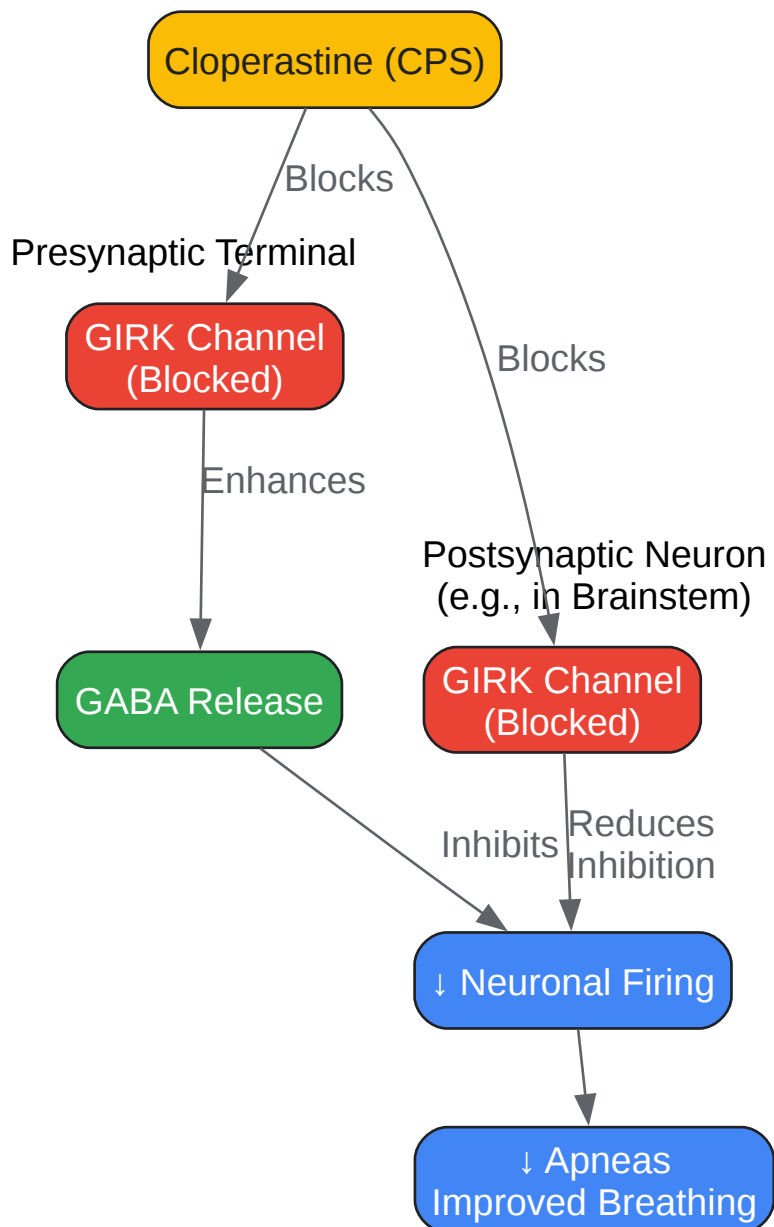 Cloperastine (CPS)
Blocks
Presynaptic Terminal
GIRK Channel
(Blocked)
Blocks
Enhances
Postsynaptic Neuron
(e.g., in Brainstem)
GABA Release
GIRK Channel
(Blocked)
Inhibits
Reduces
Inhibition
↓ Neuronal Firing
↓ Apneas
Improved Breathing